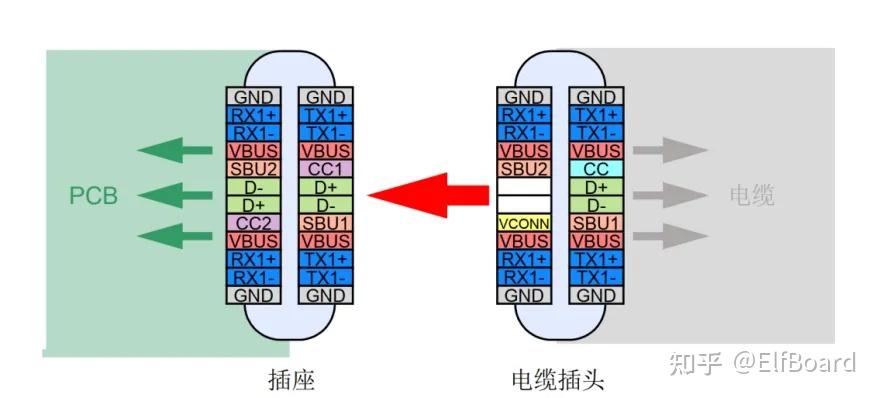 GND GND GND GND
RX1+ TX1+ RX1+ TX1+
RX1- TX1- RX1- TX1-
VBUS VBUS VBUS VBUS
SBU2 CC1 SBU2 CC
PCB D- D+ D+ 电缆
D+ D- D-
CC2 SBU1 VCONN SBU1
VBUS VBUS VBUS VBUS
RX1+ TX1+ RX1+ TX1+
RX1- TX1- RX1- TX1-
GND GND GND GND
插座 电缆插头
知乎 @ElfBoard